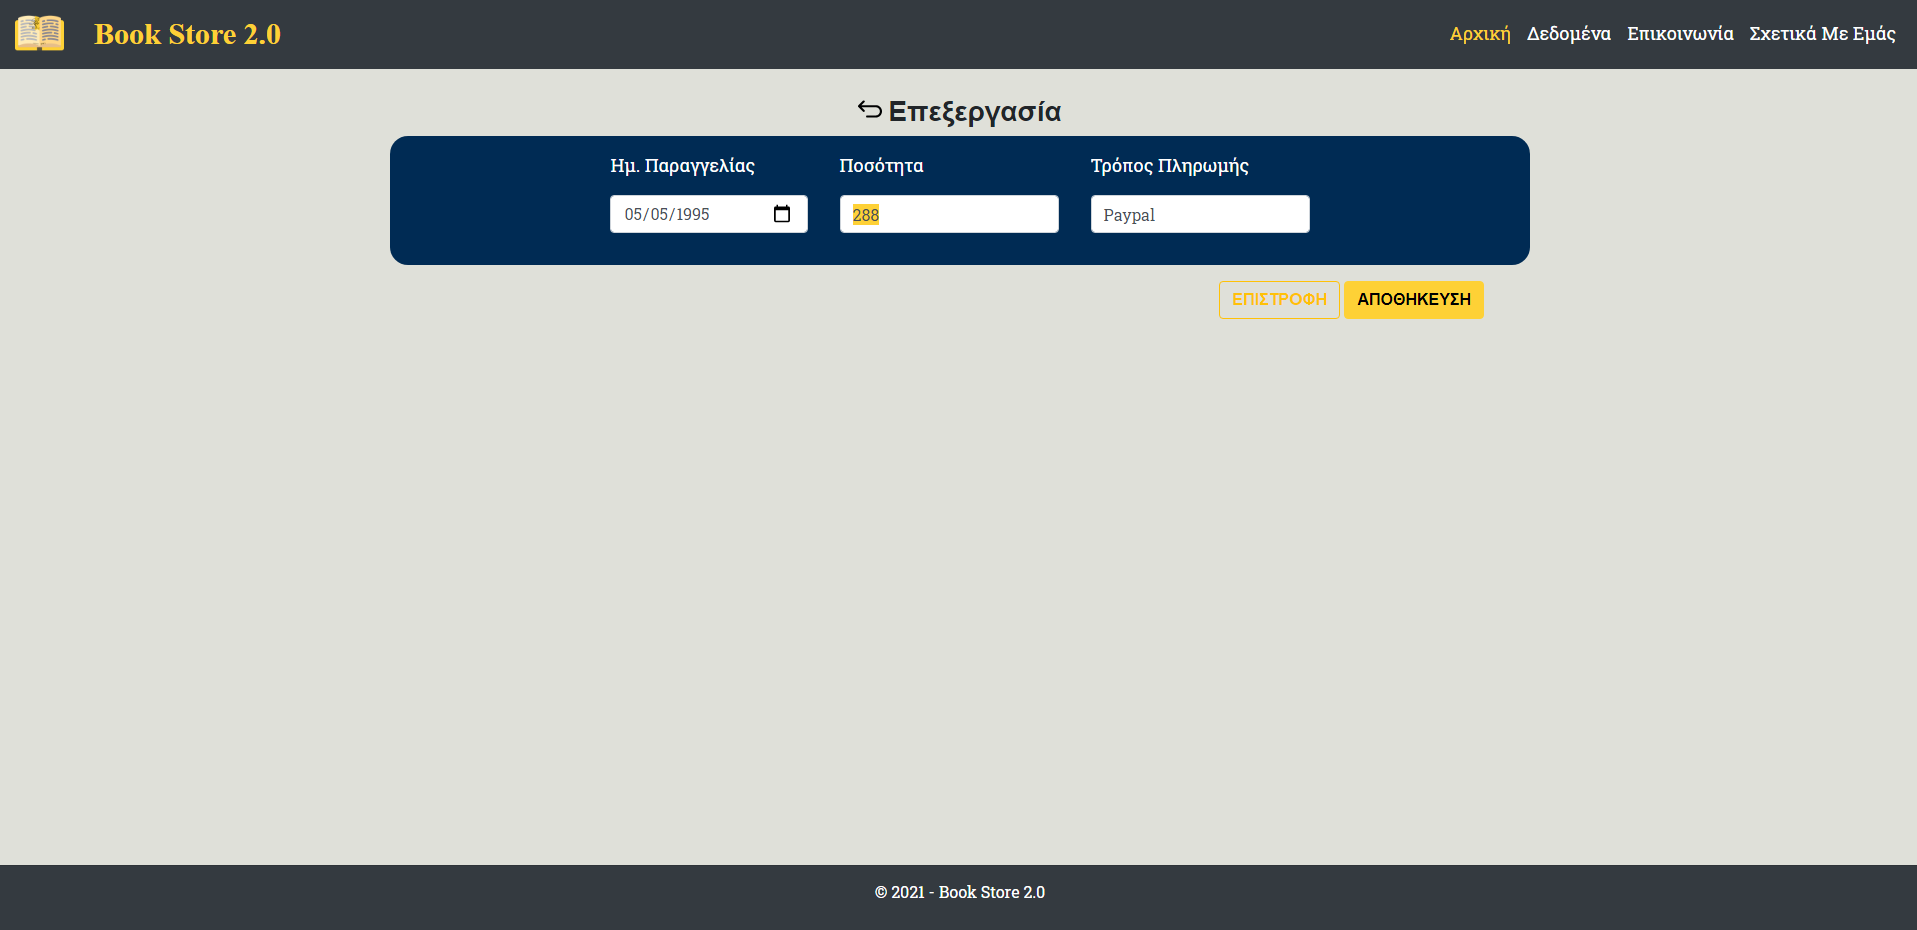 Book Store 2.0
Αρχική Δεδομένα Επικοινωνία Σχετικά Με Εμάς
Επεξεργασία
Ημ. Παραγγελίας Ποσότητα Τρόπος Πληρωμής
05/05/1995 288 Paypal
ΕΠΙΣΤΡΟΦΗ ΑΠΟΘΗΚΕΥΣΗ
© 2021 - Book Store 2.0